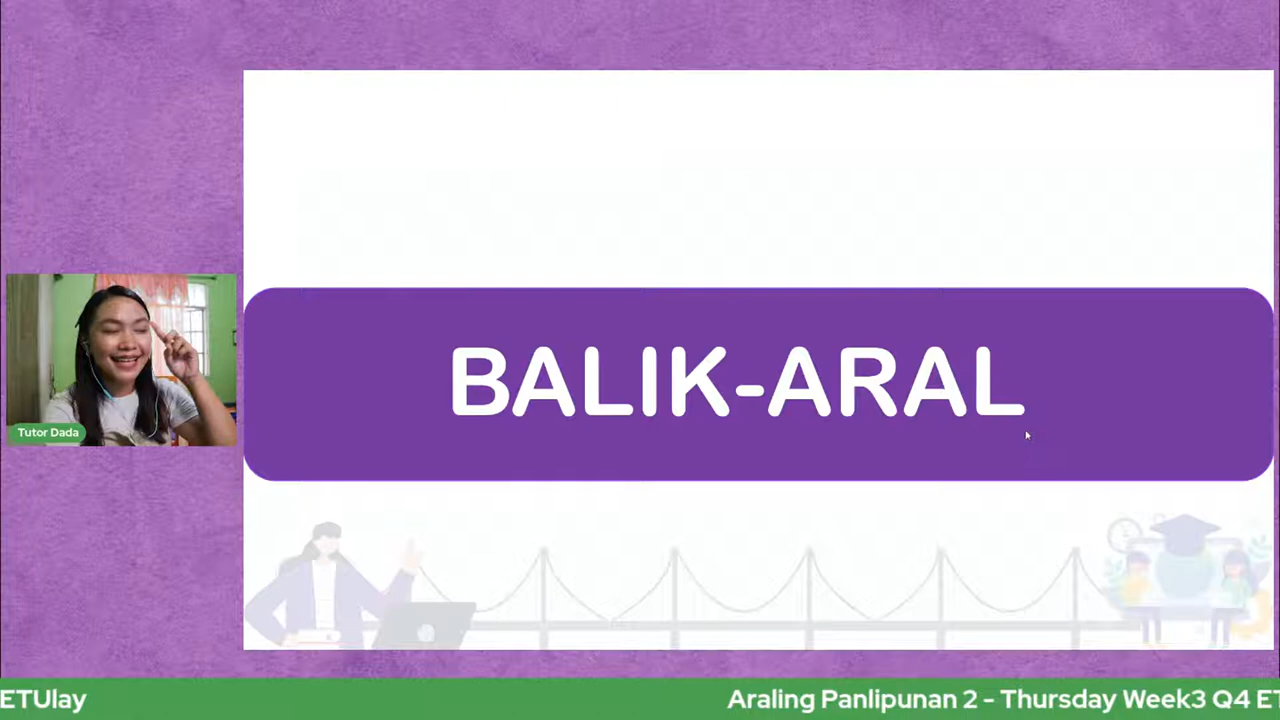 BALIK-ARAL
Tutor Dada
ETUlay
Araling Panlipunan 2 - Thursday Week3 Q4 ET